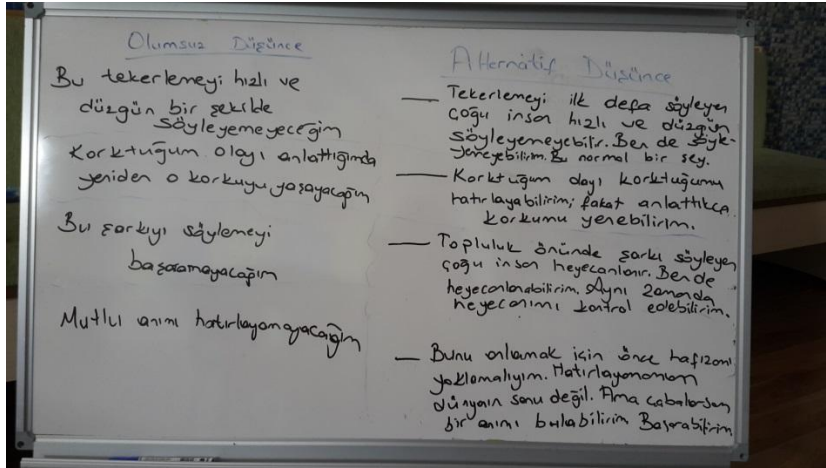 Olumsuz Düşünce
Bu tekerlemeyi hızlı ve
düzgün bir şekilde
söyleyemeyeceğim
Korktuğum olayı anlattığımda
yeniden o korkuyu yaşayacağım
Bu şarkıyı söylemeyi
başaramayacağım
Mutlu anımı hatırlayamayacağım
Alternatif Düşünce
— Tekerlemeyi ilk defa söyleyen
çoğu insan hızlı ve düzgün
söyleyemeyebilir. Ben de söyle-
yemeyebilirim. Bu normal bir şey.
— Korktuğum olayı korktuğumu
hatırlayabilirim; fakat anlattıkça
korkumu yenebilirim.
— Topluluk önünde şarkı söyleyen
çoğu insan heyecanlanır. Ben de
heyecanlanabilirim. Aynı zamanda
heyecanımı kontrol edebilirim.
— Bunu anlamak için önce hafızamı
yoklamalıyım. Hatırlayamamam
dünyanın sonu değil. Ama çabalarsam
bir anımı bulabilirim Başarabilirim